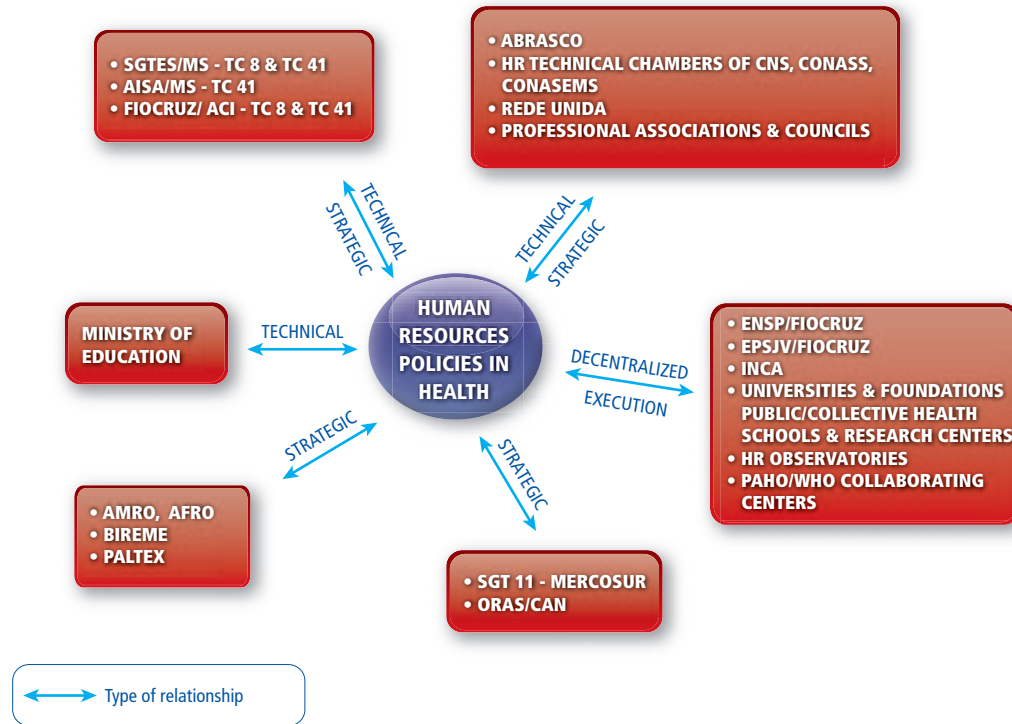 • SGTES/MS - TC 8 & TC 41
• AISA/MS - TC 41
• FIOCRUZ/ ACI - TC 8 & TC 41
• ABRASCO
• HR TECHNICAL CHAMBERS OF CNS, CONASS,
CONASEMS
• REDE UNIDA
• PROFESSIONAL ASSOCIATIONS & COUNCILS
TECHNICAL
STRATEGIC
TECHNICAL
STRATEGIC
MINISTRY OF
EDUCATION
TECHNICAL
HUMAN
RESOURCES
POLICIES IN
HEALTH
DECENTRALIZED
EXECUTION
• ENSP/FIOCRUZ
• EPSJV/FIOCRUZ
• INCA
• UNIVERSITIES & FOUNDATIONS
PUBLIC/COLLECTIVE HEALTH
SCHOOLS & RESEARCH CENTERS
• HR OBSERVATORIES
• PAHO/WHO COLLABORATING
CENTERS
STRATEGIC
STRATEGIC
• AMRO, AFRO
• BIREME
• PALTEX
• SGT 11 - MERCOSUR
• ORAS/CAN
Type of relationship